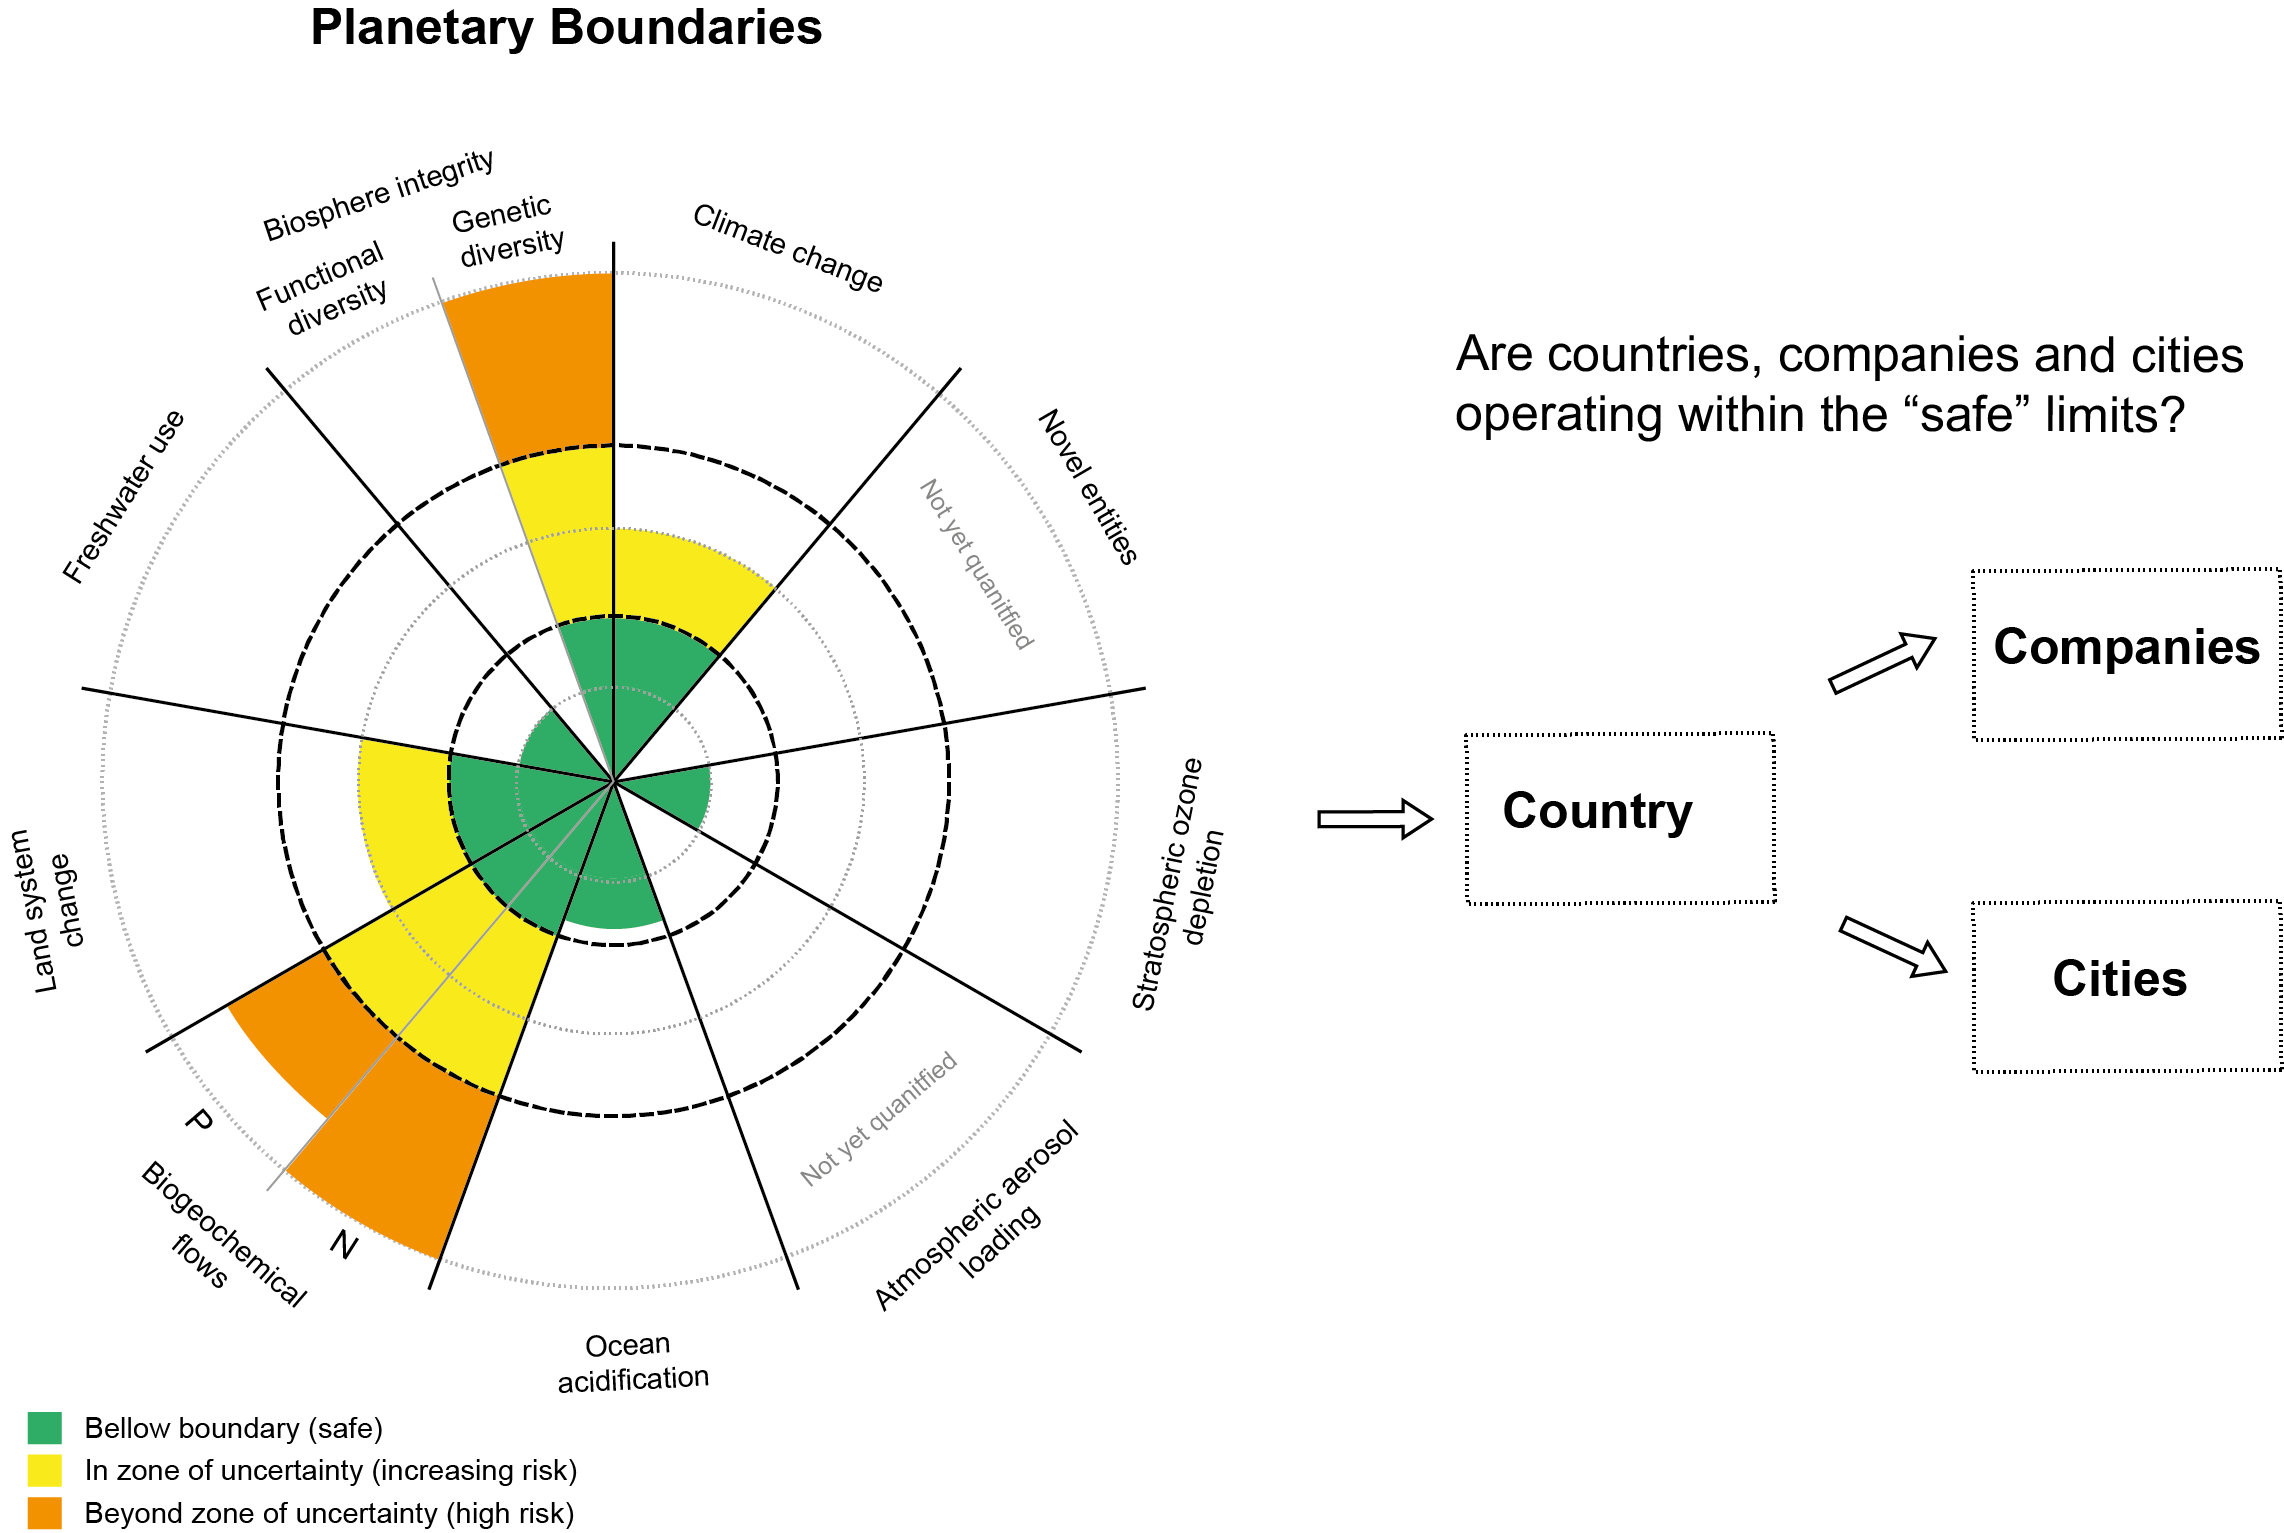 Planetary Boundaries
Biosphere integrity
Functional
diversity
Genetic
diversity
Climate change
Freshwater use
Novel entities
Not yet quanitfied
Are countries, companies and cities
operating within the “safe” limits?
Companies
Country
Cities
Stratospheric ozone
depletion
Land system
change
P
N
Biogeochemical
flows
Not yet quanitfied
Atmospheric aerosol
loading
Ocean
acidification
Bellow boundary (safe)
In zone of uncertainty (increasing risk)
Beyond zone of uncertainty (high risk)